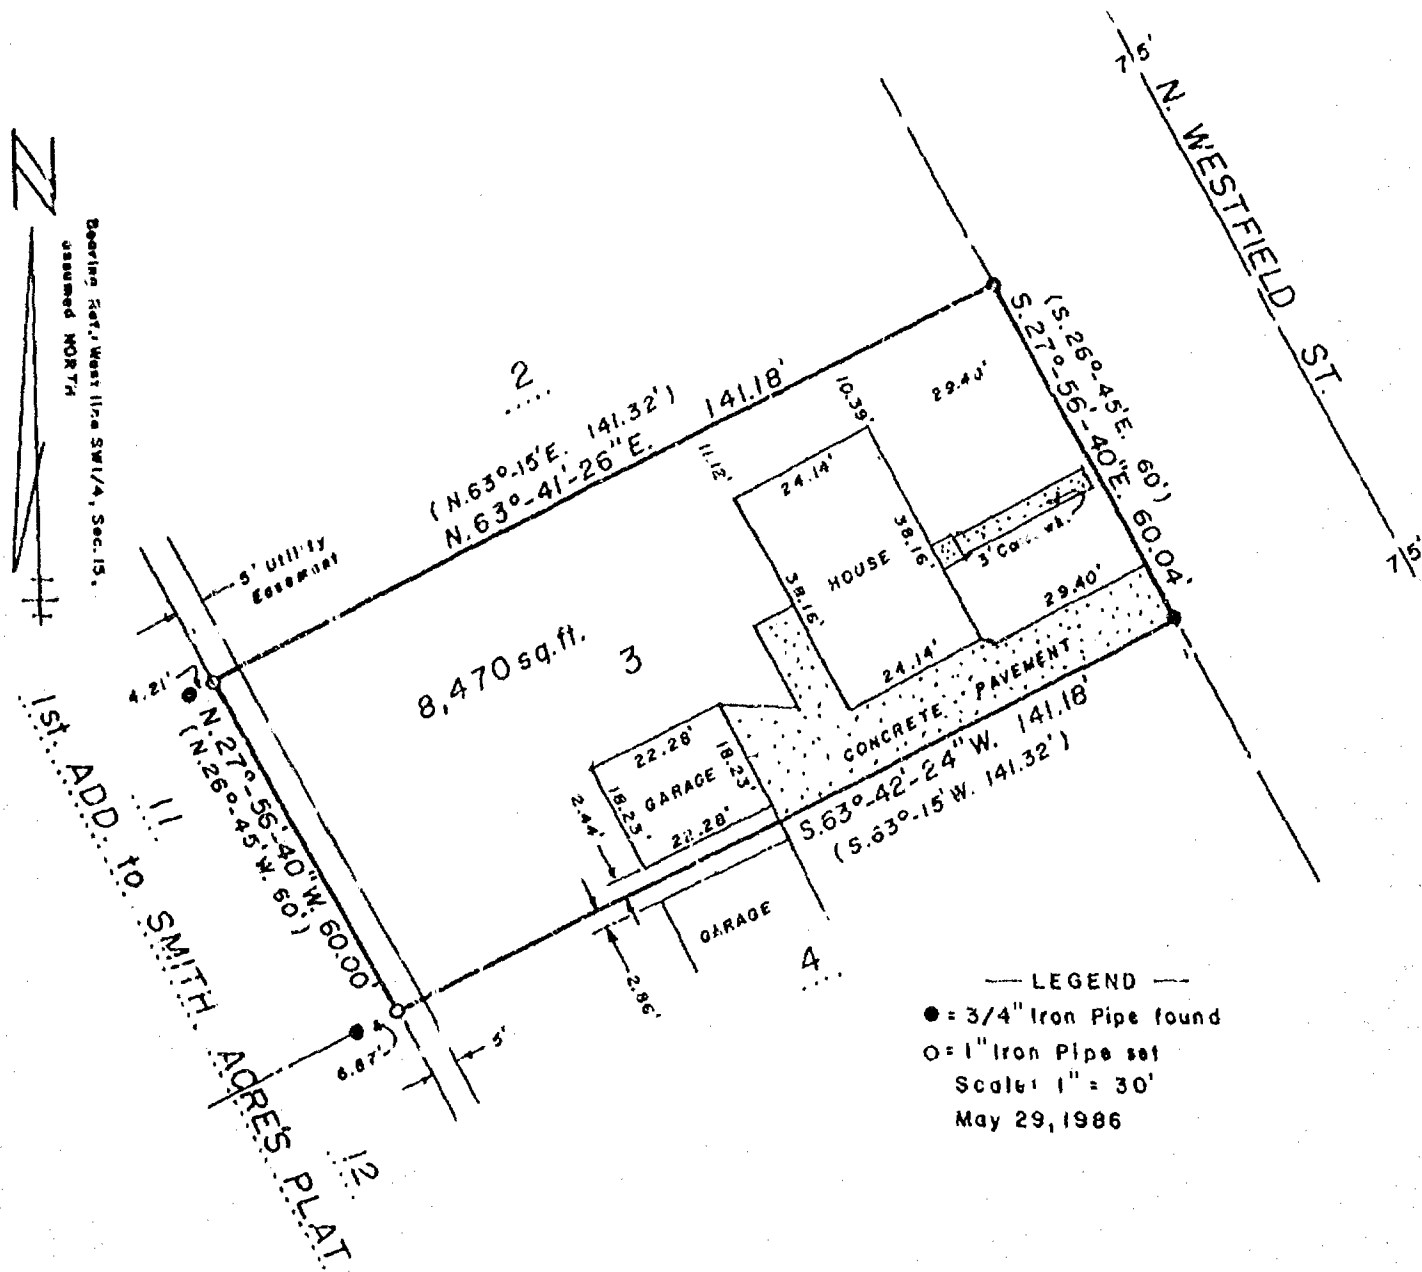 75'
N. WESTFIELD ST.
75'
N
Bearing Ref.: West line SW1/4, Sec. 15,
assumed NORTH
2
(N.63°-15'E. 141.32')
N.63°-41'-26"E. 141.18'
(S.26°-45'E. 60')
S.27°-56'-40"E. 60.04'
10.39'
29.40'
11.12'
24.14'
38.16'
HOUSE
38.16'
3' Conc. wk.
29.40'
24.14'
CONCRETE PAVEMENT
5' Utility
Easement
8,470 sq.ft.
3
4.21'
22.28'
18.23'
GARAGE
18.23'
22.28'
2.44'
S.63°-42'-24"W. 141.18'
(S.63°-15'W. 141.32')
N.27°-56'-40"W. 60.00'
(N.26°-45'W. 60')
GARAGE
4
2.86'
5'
6.87'
11
12
1st. ADD. to SMITH ACRES PLAT
— LEGEND —
● = 3/4" Iron Pipe found
○ = 1" Iron Pipe set
Scale: 1" = 30'
May 29, 1986